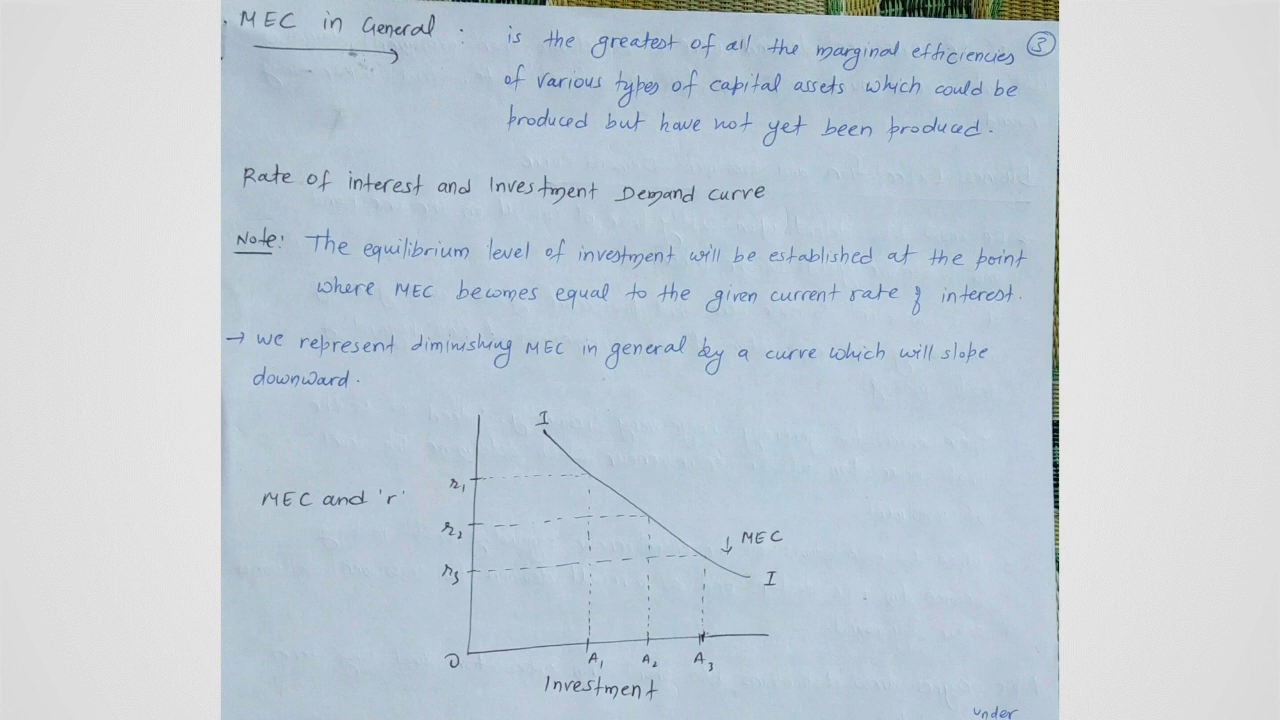 MEC in General : is the greatest of all the marginal efficiencies ③
of various types of capital assets which could be
produced but have not yet been produced.
Rate of interest and Investment Demand curve
Note: The equilibrium level of investment will be established at the point
where MEC becomes equal to the given current rate of interest.
→ we represent diminishing MEC in general by a curve which will slope
downward.
I
r₁
MEC and 'r'
r₂
↓ MEC
r₃
I
O
A₁ A₂ A₃
Investment
under